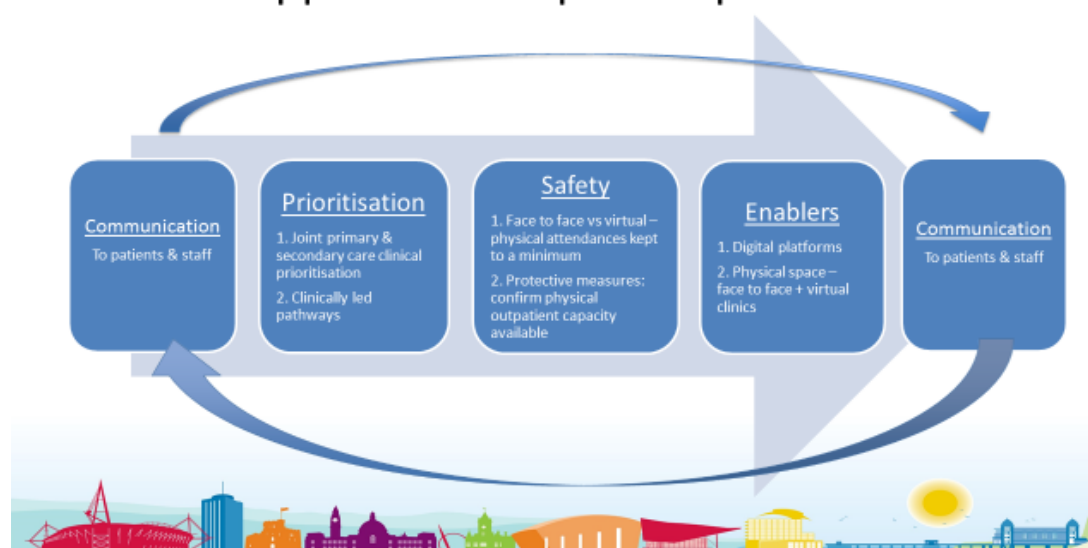 Communication
To patients & staff
Prioritisation
1. Joint primary &
secondary care clinical
prioritisation
2. Clinically led
pathways
Safety
1. Face to face vs virtual –
physical attendances kept
to a minimum
2. Protective measures:
confirm physical
outpatient capacity
available
Enablers
1. Digital platforms
2. Physical space –
face to face + virtual
clinics
Communication
To patients & staff